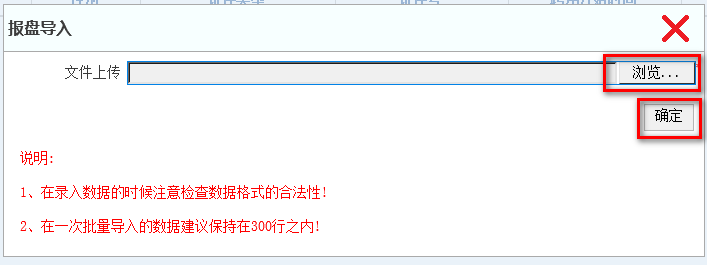 报盘导入
文件上传 浏览...
确定
说明:
1、在录入数据的时候注意检查数据格式的合法性!
2、在一次批量导入的数据建议保持在300行之内!